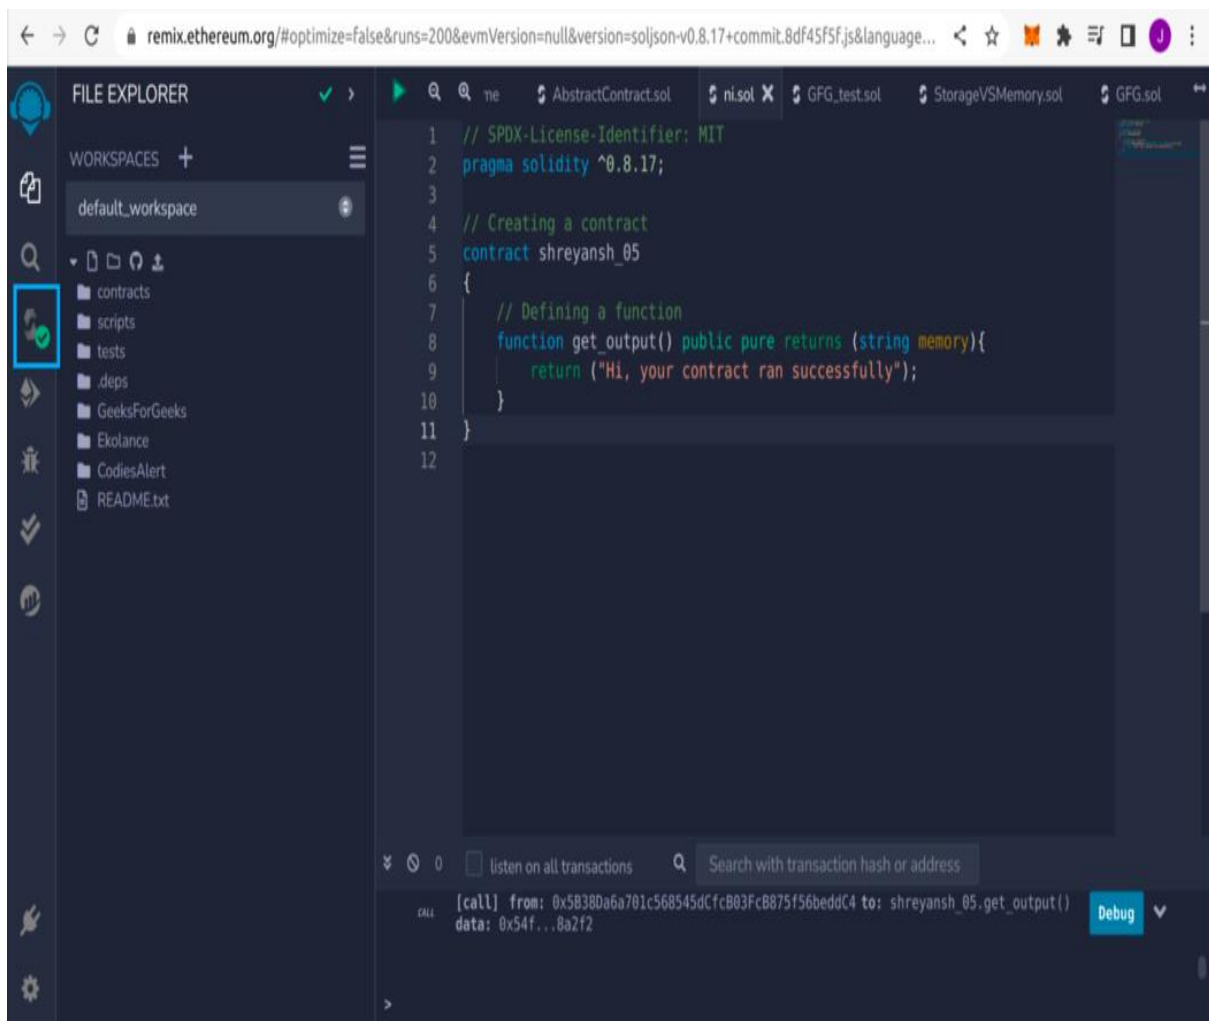 remix.ethereum.org/#optimize=false&runs=200&evmVersion=null&version=soljson-v0.8.17+commit.8df45f5f.js&language...
J
FILE EXPLORER
ne
AbstractContract.sol
ni.sol
GFG_test.sol
StorageVSMemory.sol
GFG.sol
WORKSPACES +
default_workspace
contracts
scripts
tests
.deps
GeeksForGeeks
Ekolance
CodiesAlert
README.txt
1 // SPDX-License-Identifier: MIT
2 pragma solidity ^0.8.17;
3
4 // Creating a contract
5 contract shreyansh_05
6 {
7 // Defining a function
8 function get_output() public pure returns (string memory){
9 return ("Hi, your contract ran successfully");
10 }
11 }
12
0 listen on all transactions Search with transaction hash or address
CALL [call] from: 0x5B38Da6a701c568545dCfcB03FcB875f56beddC4 to: shreyansh_05.get_output() Debug
data: 0x54f...8a2f2
>